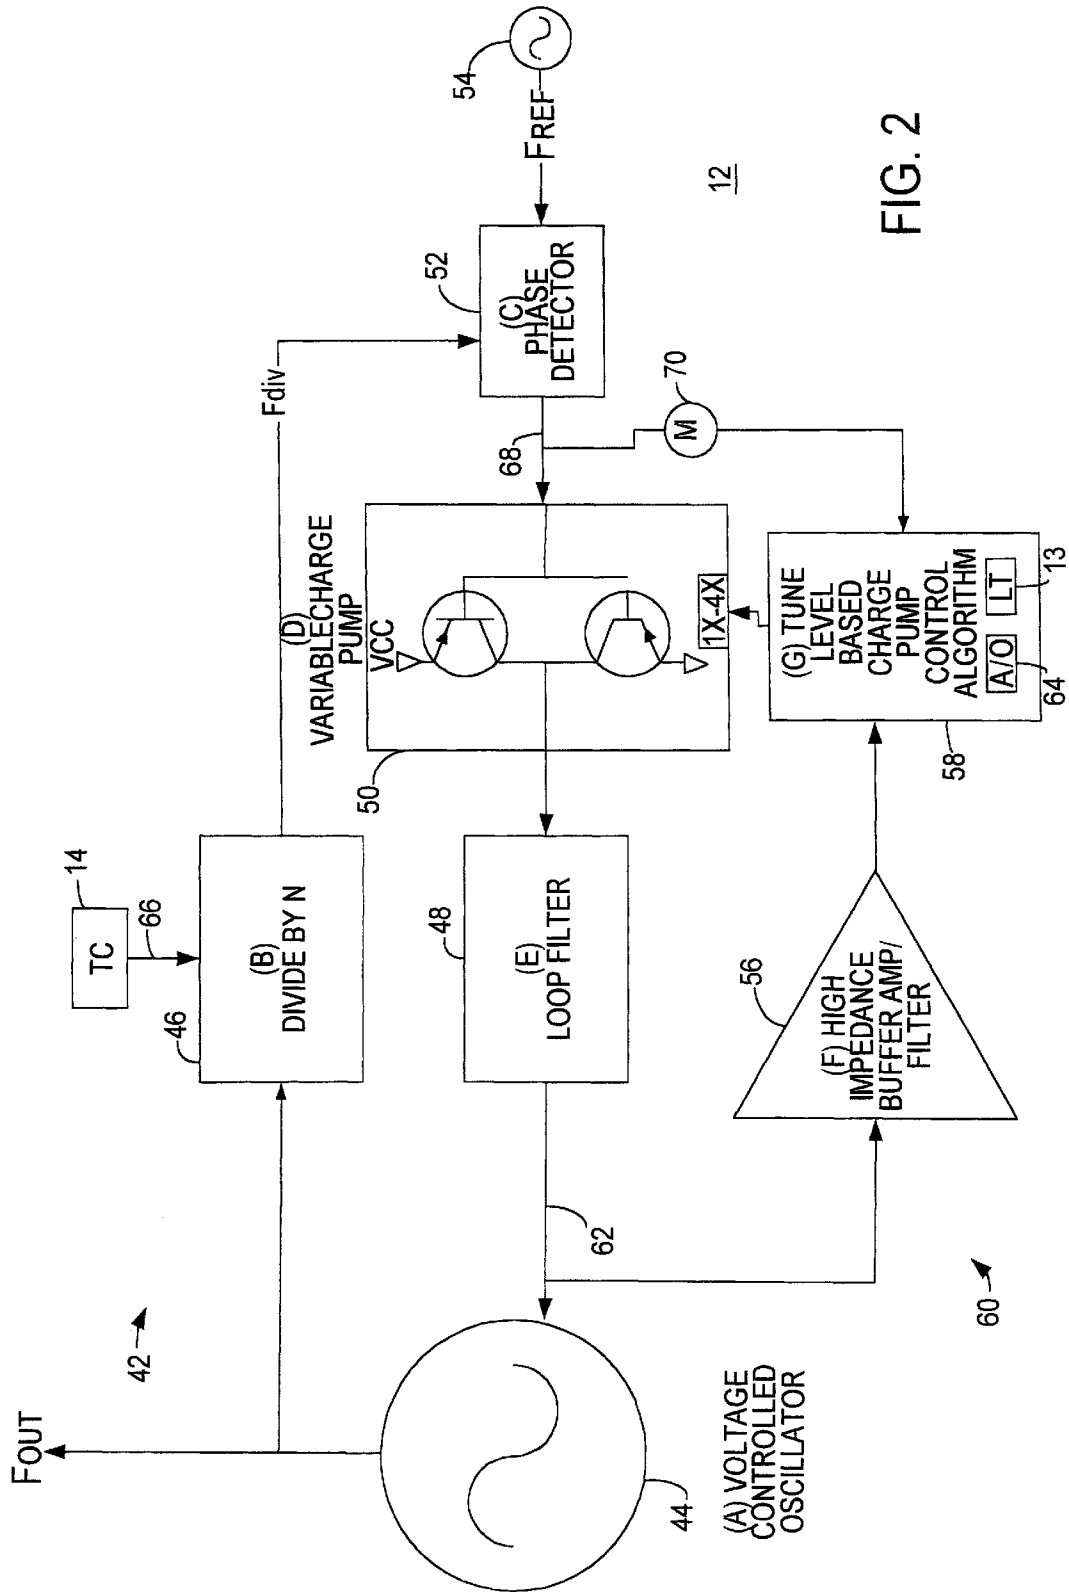 FOUT
42
TC
14
66
46
(B)
DIVIDE BY N
Fdiv
(D)
VARIABLECHARGE
PUMP
VCC
50
1X-4X
48
(E)
LOOP FILTER
62
68
52
(C)
PHASE
DETECTOR
FREF
54
70
M
44
(A) VOLTAGE
CONTROLLED
OSCILLATOR
56
(F) HIGH
IMPEDANCE
BUFFER AMP/
FILTER
(G) TUNE
LEVEL
BASED
CHARGE
PUMP
CONTROL
ALGORITHM
A/O
LT
64
13
58
60
12
FIG. 2